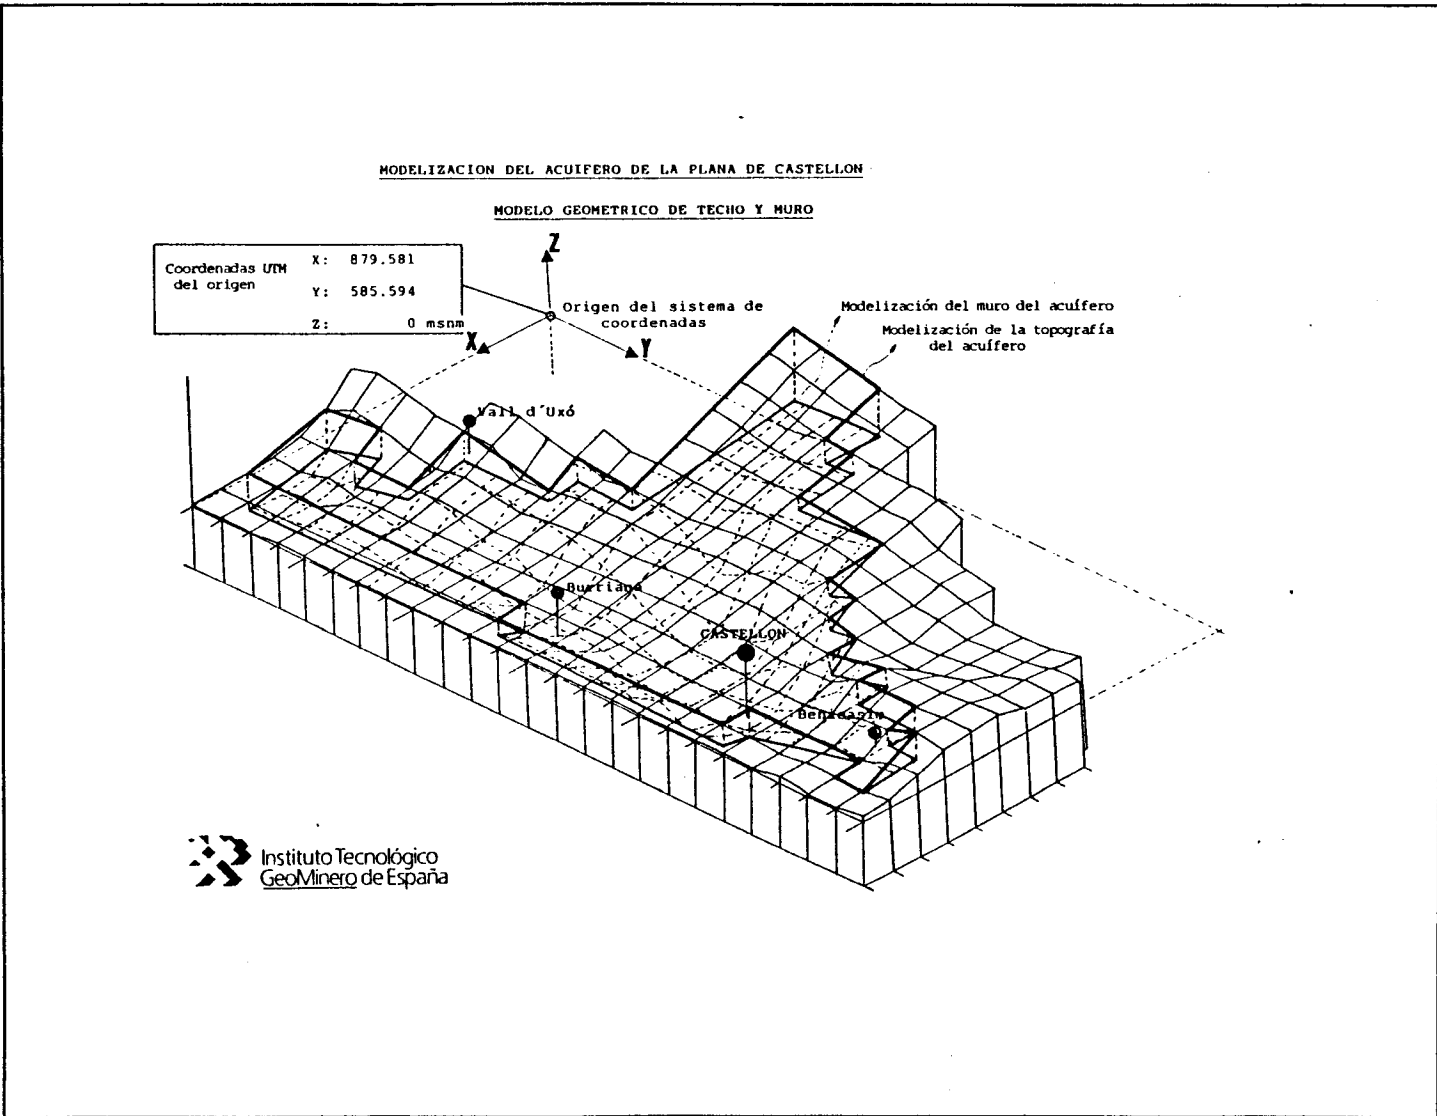 MODELIZACION DEL ACUIFERO DE LA PLANA DE CASTELLON
MODELO GEOMETRICO DE TECHO Y MURO
Z
Coordenadas UTM
del origen
X: 879.581
Y: 585.594
Z: 0 msnm
Origen del sistema de
coordenadas
X
Y
Modelización del muro del acuífero
Modelización de la topografía
del acuífero
Vall d'Uxó
Burriana
CASTELLON
Benicasim
Instituto Tecnológico
GeoMinero de España